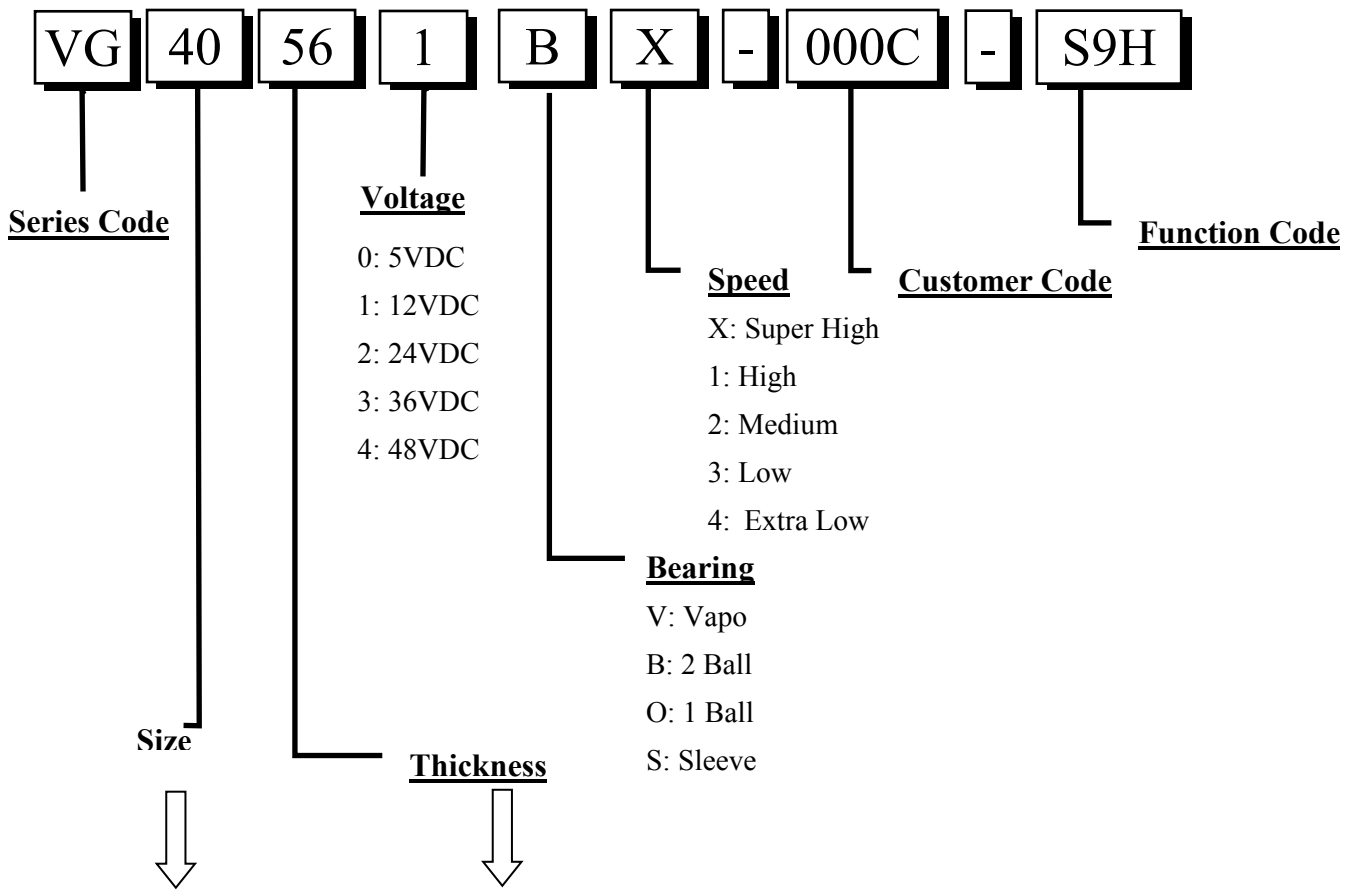 VG 40 56 1 B X - 000C - S9H
Series Code
Voltage
0: 5VDC
1: 12VDC
2: 24VDC
3: 36VDC
4: 48VDC
Function Code
Speed
X: Super High
1: High
2: Medium
3: Low
4: Extra Low
Customer Code
Bearing
V: Vapo
B: 2 Ball
O: 1 Ball
S: Sleeve
Size
Thickness